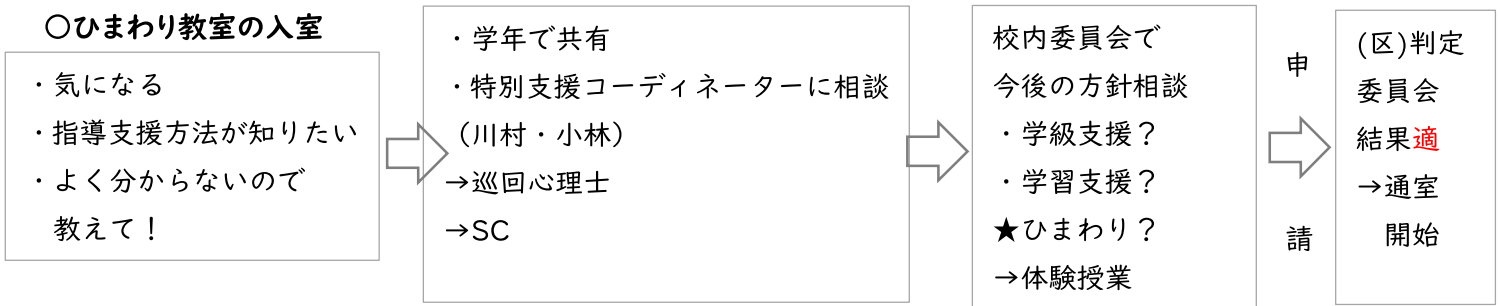 〇ひまわり教室の入室
・気になる
・指導支援方法が知りたい
・よく分からないので
教えて！
・学年で共有
・特別支援コーディネーターに相談
（川村・小林）
→巡回心理士
→SC
校内委員会で
今後の方針相談
・学級支援？
・学習支援？
★ひまわり？
→体験授業
申
請
(区)判定
委員会
結果適
→通室
開始